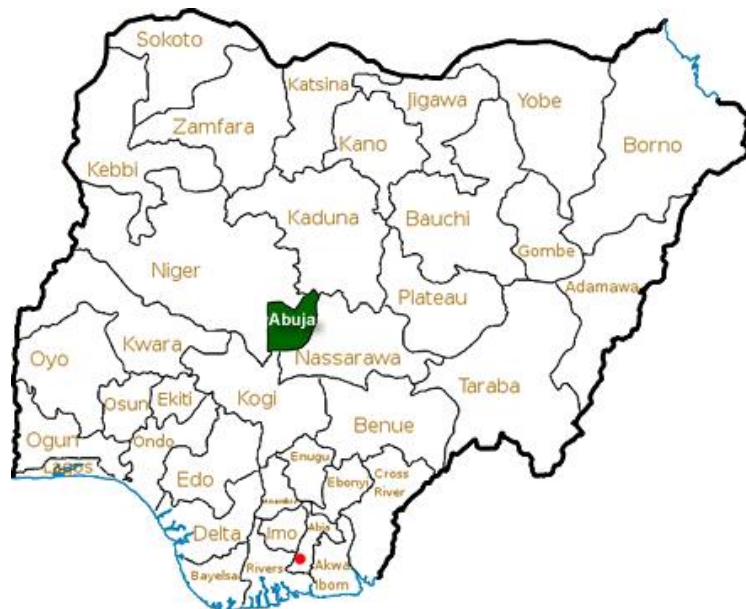 Sokoto
Katsina
Jigawa
Yobe
Zamfara
Kano
Borno
Kebbi
Kaduna
Bauchi
Gombe
Niger
Adamawa
Plateau
Abuja
Kwara
Nassarawa
Oyo
Taraba
Osun
Ekiti
Kogi
Benue
Ogun
Ondo
Lagos
Enugu
Edo
Ebonyi
Cross
River
Delta
Imo
Abia
Rivers
Akwa
Ibom
Bayelsa